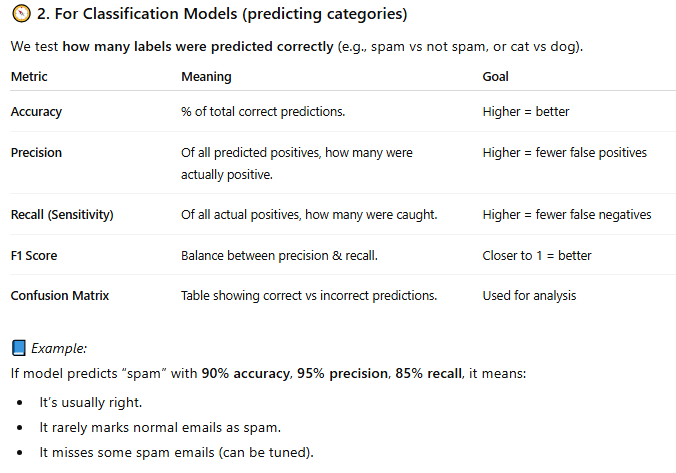 🧭 2. For Classification Models (predicting categories)
We test how many labels were predicted correctly (e.g., spam vs not spam, or cat vs dog).
Metric Meaning Goal
Accuracy % of total correct predictions. Higher = better
Precision Of all predicted positives, how many were actually positive. Higher = fewer false positives
Recall (Sensitivity) Of all actual positives, how many were caught. Higher = fewer false negatives
F1 Score Balance between precision & recall. Closer to 1 = better
Confusion Matrix Table showing correct vs incorrect predictions. Used for analysis
📘 Example:
If model predicts “spam” with 90% accuracy, 95% precision, 85% recall, it means:
• It’s usually right.
• It rarely marks normal emails as spam.
• It misses some spam emails (can be tuned).